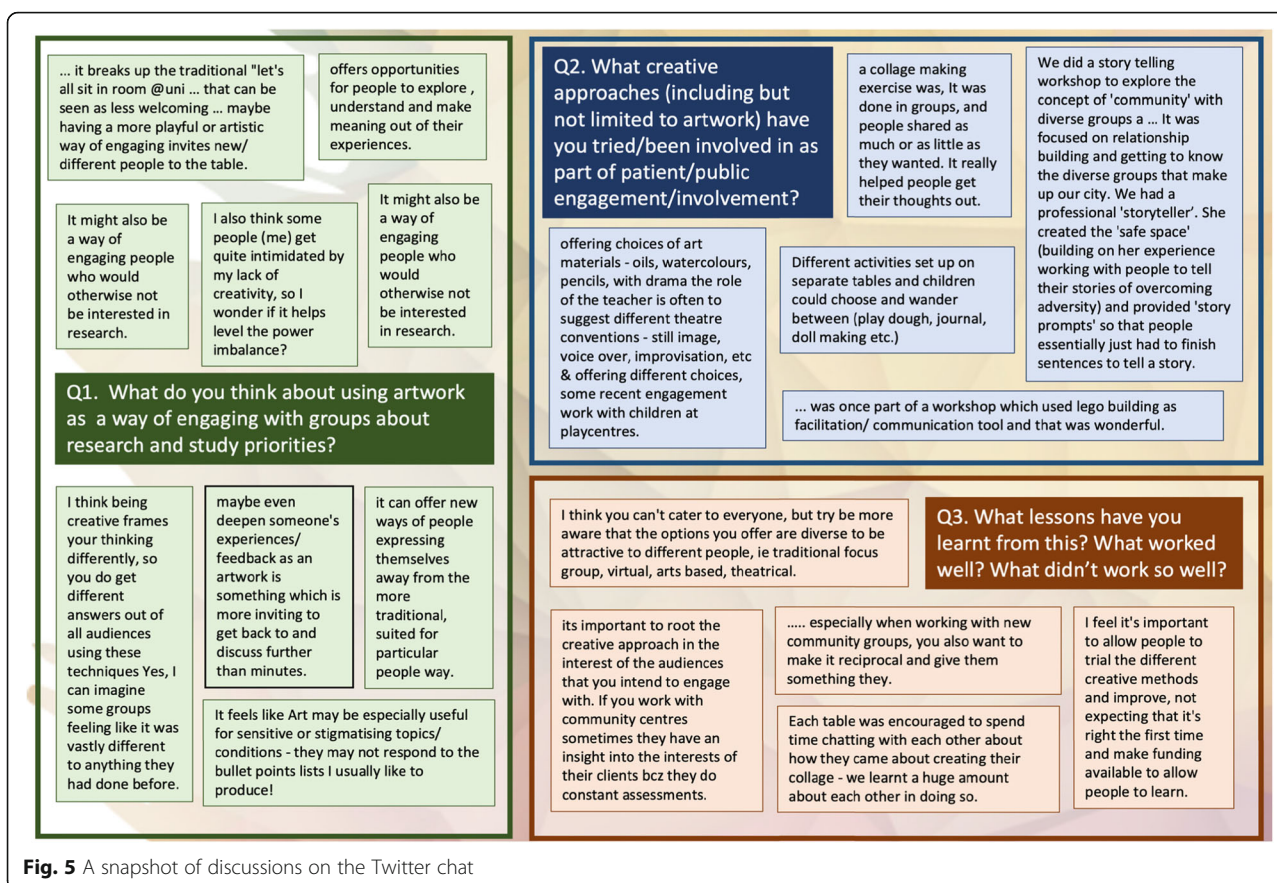 ... it breaks up the traditional "let's
all sit in room @uni ... that can be
seen as less welcoming ... maybe
having a more playful or artistic
way of engaging invites new/
different people to the table.
offers opportunities
for people to explore ,
understand and make
meaning out of their
experiences.
It might also be
a way of
engaging people
who would
otherwise not
be interested in
research.
I also think some
people (me) get
quite intimidated by
my lack of
creativity, so I
wonder if it helps
level the power
imbalance?
It might also be
a way of
engaging
people who
would
otherwise not
be interested
in research.
Q1. What do you think about using artwork
as a way of engaging with groups about
research and study priorities?
I think being
creative frames
your thinking
differently, so
you do get
different
answers out of
all audiences
using these
techniques Yes, I
can imagine
some groups
feeling like it was
vastly different
to anything they
had done before.
maybe even
deepen someone's
experiences/
feedback as an
artwork is
something which is
more inviting to
get back to and
discuss further
than minutes.
it can offer new
ways of people
expressing
themselves
away from the
more
traditional,
suited for
particular
people way.
It feels like Art may be especially useful
for sensitive or stigmatising topics/
conditions - they may not respond to the
bullet points lists I usually like to
produce!
Q2. What creative
approaches (including but
not limited to artwork) have
you tried/been involved in as
part of patient/public
engagement/involvement?
a collage making
exercise was, It was
done in groups, and
people shared as
much or as little as
they wanted. It really
helped people get
their thoughts out.
We did a story telling
workshop to explore the
concept of 'community' with
diverse groups a ... It was
focused on relationship
building and getting to know
the diverse groups that make
up our city. We had a
professional 'storyteller'. She
created the 'safe space'
(building on her experience
working with people to tell
their stories of overcoming
adversity) and provided 'story
prompts' so that people
essentially just had to finish
sentences to tell a story.
offering choices of art
materials - oils, watercolours,
pencils, with drama the role
of the teacher is often to
suggest different theatre
conventions - still image,
voice over, improvisation, etc
& offering different choices,
some recent engagement
work with children at
playcentres.
Different activities set up on
separate tables and children
could choose and wander
between (play dough, journal,
doll making etc.)
... was once part of a workshop which used lego building as
facilitation/ communication tool and that was wonderful.
I think you can't cater to everyone, but try be more
aware that the options you offer are diverse to be
attractive to different people, ie traditional focus
group, virtual, arts based, theatrical.
Q3. What lessons have you
learnt from this? What worked
well? What didn't work so well?
its important to root the
creative approach in the
interest of the audiences
that you intend to engage
with. If you work with
community centres
sometimes they have an
insight into the interests of
their clients bcz they do
constant assessments.
..... especially when working with new
community groups, you also want to
make it reciprocal and give them
something they.
Each table was encouraged to spend
time chatting with each other about
how they came about creating their
collage - we learnt a huge amount
about each other in doing so.
I feel it's important
to allow people to
trial the different
creative methods
and improve, not
expecting that it's
right the first time
and make funding
available to allow
people to learn.
Fig. 5 A snapshot of discussions on the Twitter chat